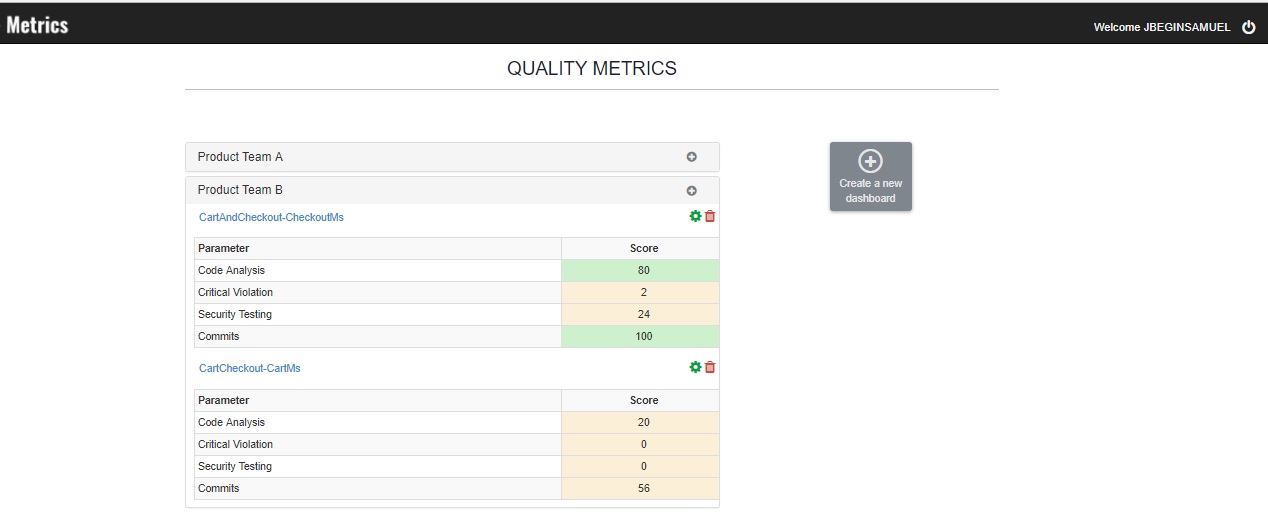 Metrics
Welcome JBEGINSAMUEL
QUALITY METRICS
Product Team A
Create a new
dashboard
Product Team B
CartAndCheckout-CheckoutMs
Parameter Score
Code Analysis 80
Critical Violation 2
Security Testing 24
Commits 100
CartCheckout-CartMs
Parameter Score
Code Analysis 20
Critical Violation 0
Security Testing 0
Commits 56